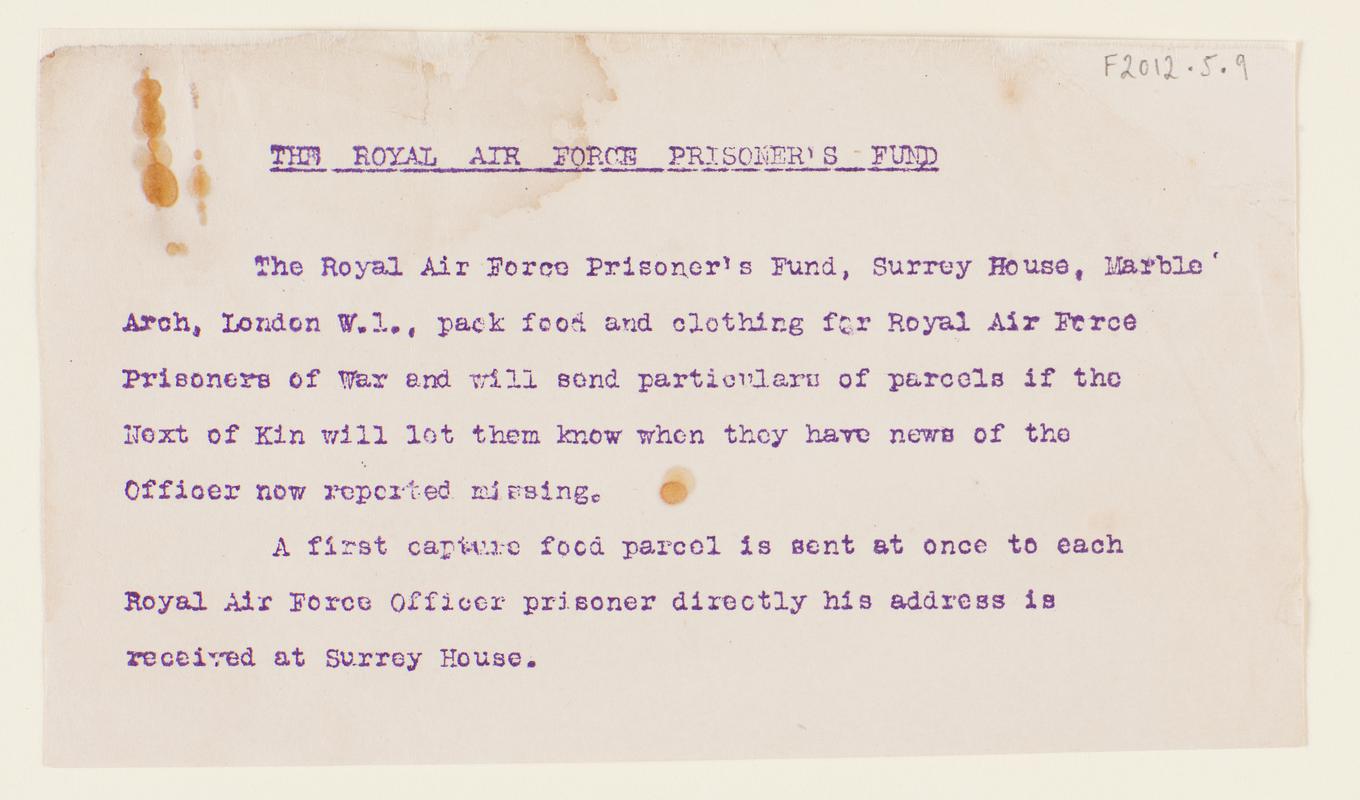 F2012.5.9
THE ROYAL AIR FORCE PRISONER'S FUND
The Royal Air Force Prisoner's Fund, Surrey House, Marble
Arch, London W.1., pack food and clothing for Royal Air Force
Prisoners of War and will send particulars of parcels if the
Next of Kin will let them know when they have news of the
Officer now reported missing.
A first capture food parcel is sent at once to each
Royal Air Force Officer prisoner directly his address is
received at Surrey House.